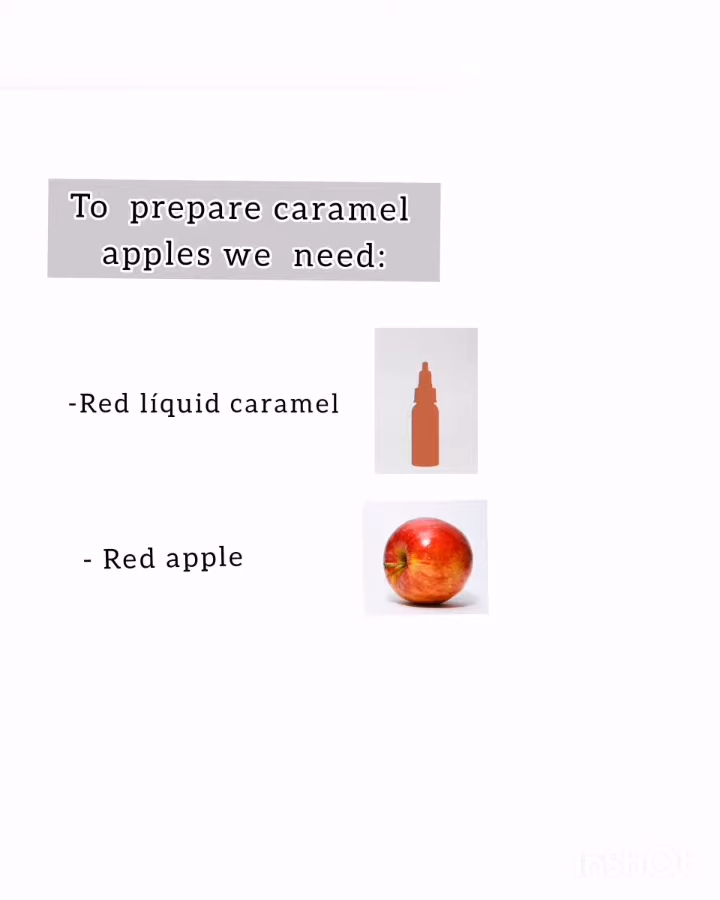 To prepare caramel
apples we need:
-Red líquid caramel
- Red apple